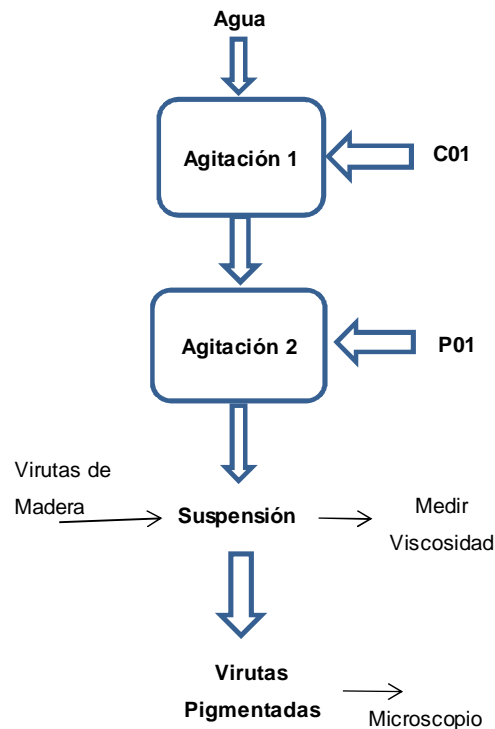 Agua
Agitación 1
C01
Agitación 2
P01
Virutas de
Madera
Suspensión
Medir
Viscosidad
Virutas
Pigmentadas
Microscopio